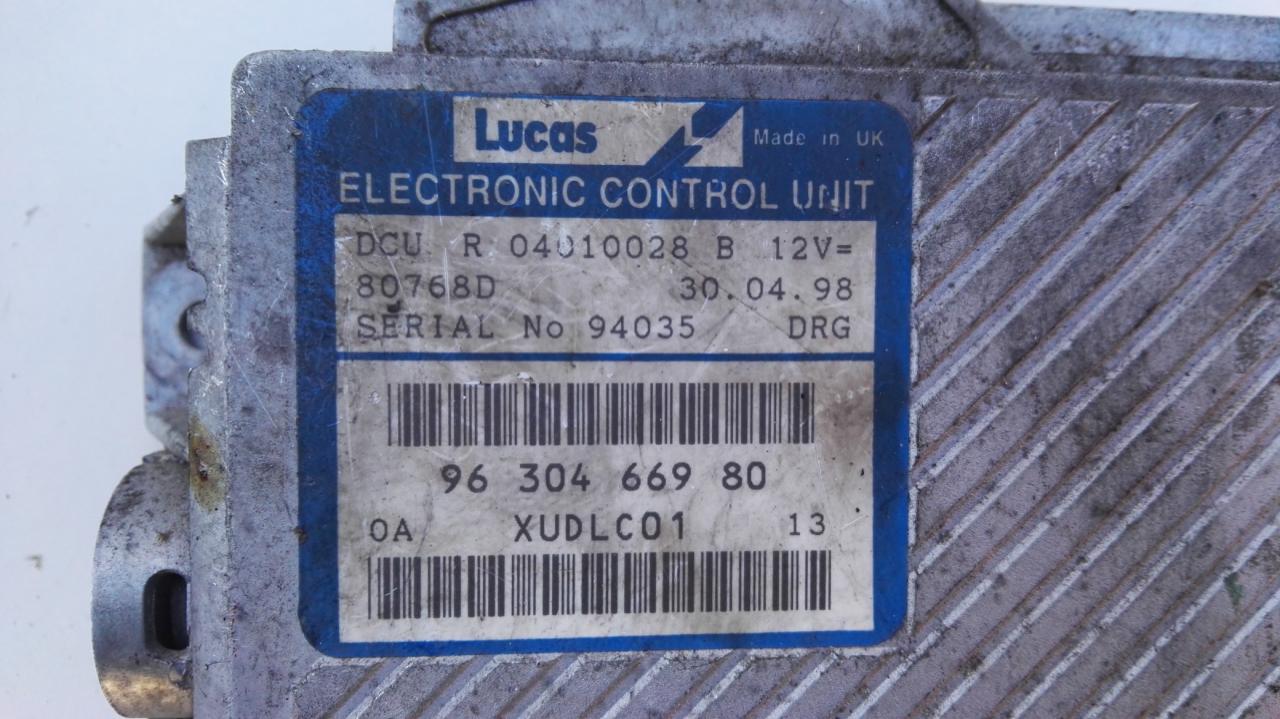 Lucas Made in UK
ELECTRONIC CONTROL UNIT
DCU R 04010028 B 12V=
80768D 30.04.98
SERIAL No 94035 DRG
96 304 669 80
0A XUDLC01 13